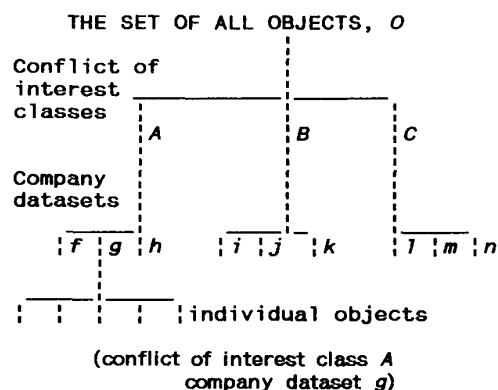 THE SET OF ALL OBJECTS, O
Conflict of
interest
classes
A B C
Company
datasets
f g h i j k l m n
individual objects
(conflict of interest class A
company dataset g)